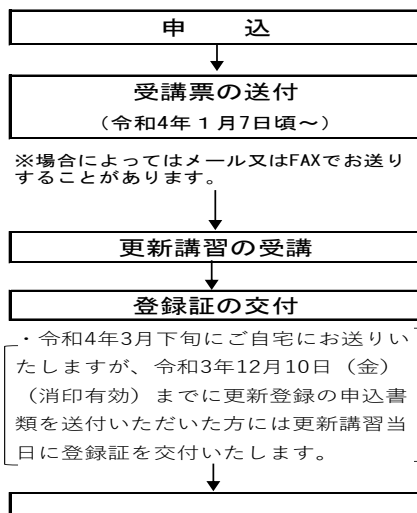 申　　込
受講票の送付
（令和4年１月7日頃～）
※場合によってはメール又はFAXでお送り
することがあります。
更新講習の受講
登録証の交付
・令和4年3月下旬にご自宅にお送りい
たしますが、令和3年12月10日（金）
（消印有効）までに更新登録の申込書
類を送付いただいた方には更新講習当
日に登録証を交付いたします。